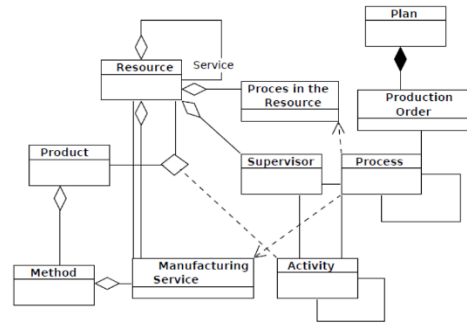 Plan
Resource
Service
Proces in the
Resource
Production
Order
Product
Supervisor
Process
Method
Manufacturing
Service
Activity